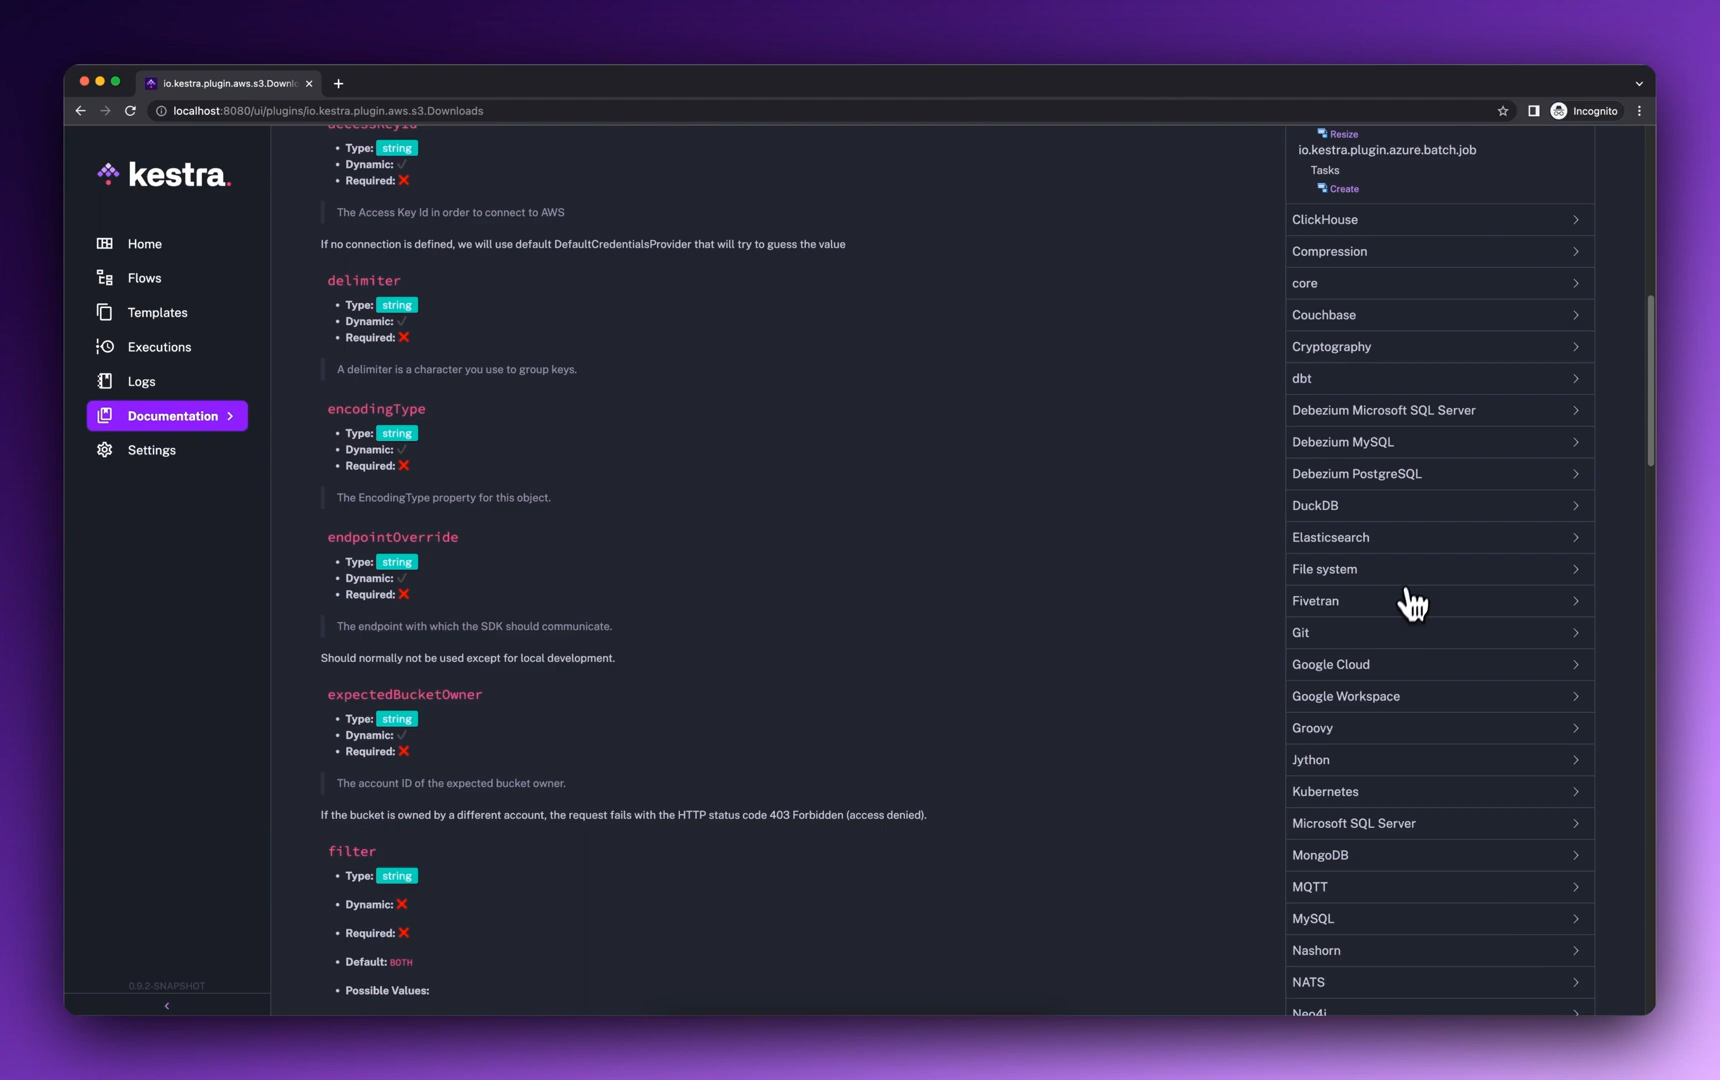 io.kestra.plugin.aws.s3.Downl
localhost:8080/ui/plugins/io.kestra.plugin.aws.s3.Downloads
Incognito
kestra.
Home
Flows
Templates
Executions
Logs
Documentation
Settings
0.9.2-SNAPSHOT
accessKeyId
Type: string
Dynamic: ✓
Required: ❌
The Access Key Id in order to connect to AWS
If no connection is defined, we will use default DefaultCredentialsProvider that will try to guess the value
delimiter
Type: string
Dynamic: ✓
Required: ❌
A delimiter is a character you use to group keys.
encodingType
Type: string
Dynamic: ✓
Required: ❌
The EncodingType property for this object.
endpointOverride
Type: string
Dynamic: ✓
Required: ❌
The endpoint with which the SDK should communicate.
Should normally not be used except for local development.
expectedBucketOwner
Type: string
Dynamic: ✓
Required: ❌
The account ID of the expected bucket owner.
If the bucket is owned by a different account, the request fails with the HTTP status code 403 Forbidden (access denied).
filter
Type: string
Dynamic: ❌
Required: ❌
Default: BOTH
Possible Values:
Resize
io.kestra.plugin.azure.batch.job
Tasks
Create
ClickHouse
Compression
core
Couchbase
Cryptography
dbt
Debezium Microsoft SQL Server
Debezium MySQL
Debezium PostgreSQL
DuckDB
Elasticsearch
File system
Fivetran
Git
Google Cloud
Google Workspace
Groovy
Jython
Kubernetes
Microsoft SQL Server
MongoDB
MQTT
MySQL
Nashorn
NATS
Neo4j